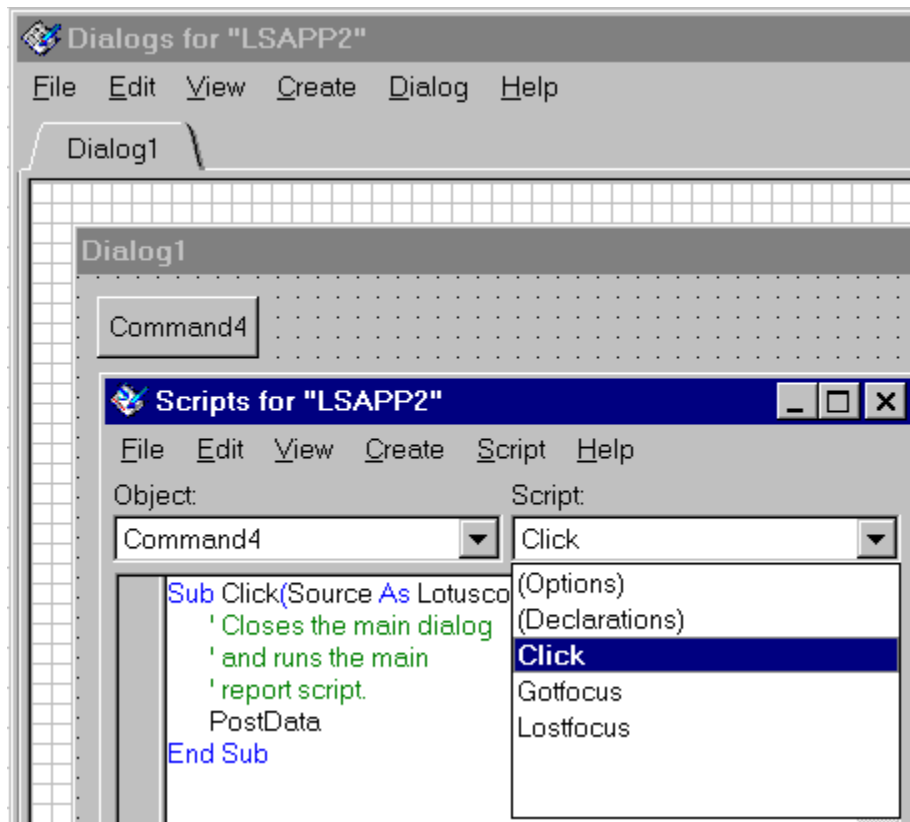 Dialogs for "LSAPP2"
File Edit View Create Dialog Help
Dialog1
Dialog1
Command4
Scripts for "LSAPP2"
File Edit View Create Script Help
Object: Script:
Command4 Click
Sub Click(Source As Lotusco
' Closes the main dialog
' and runs the main
' report script.
PostData
End Sub
(Options)
(Declarations)
Click
Gotfocus
Lostfocus